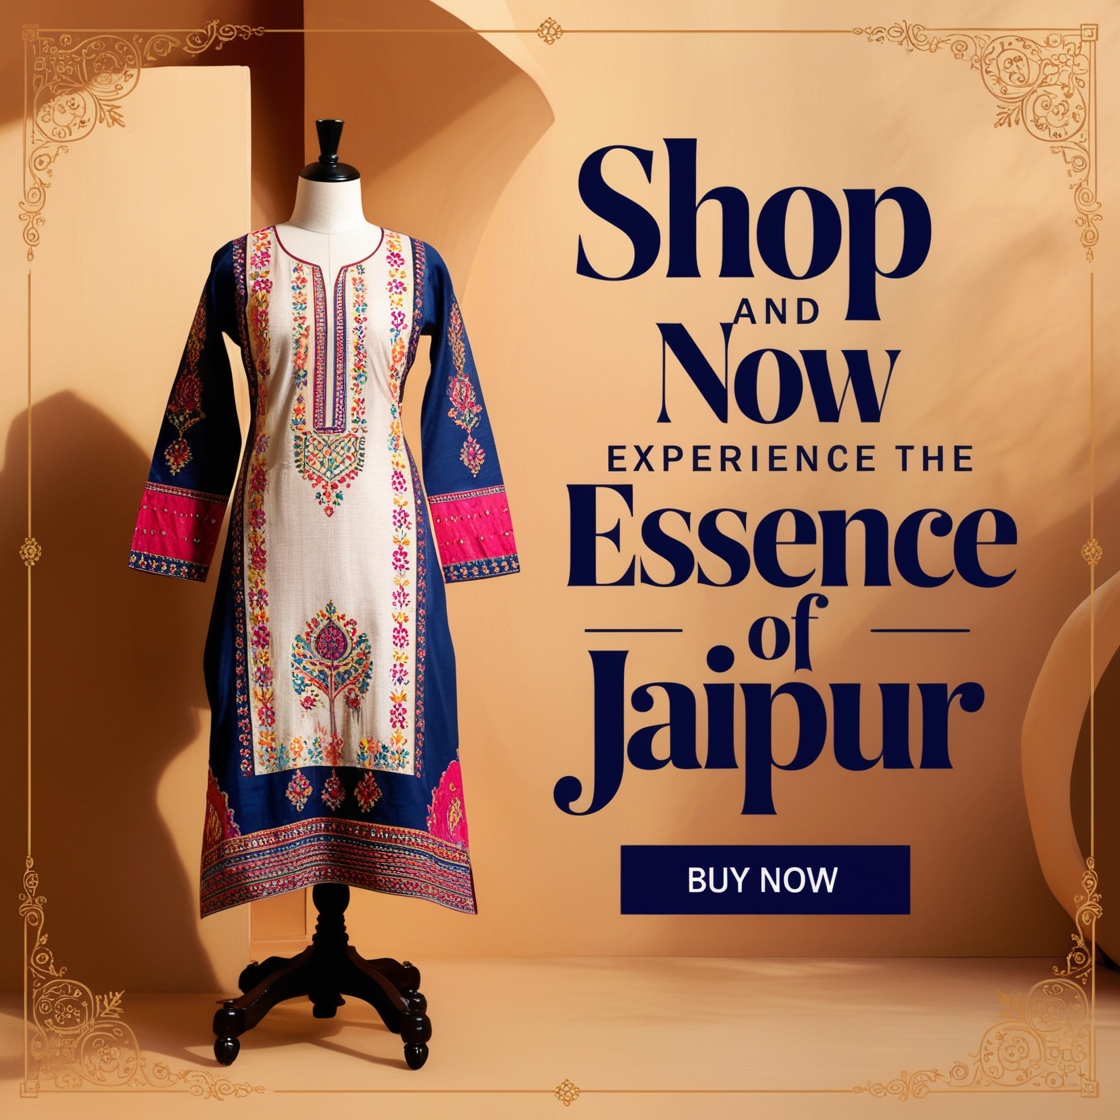 Shop
AND
Now
EXPERIENCE THE
Essence
of
Jaipur
BUY NOW